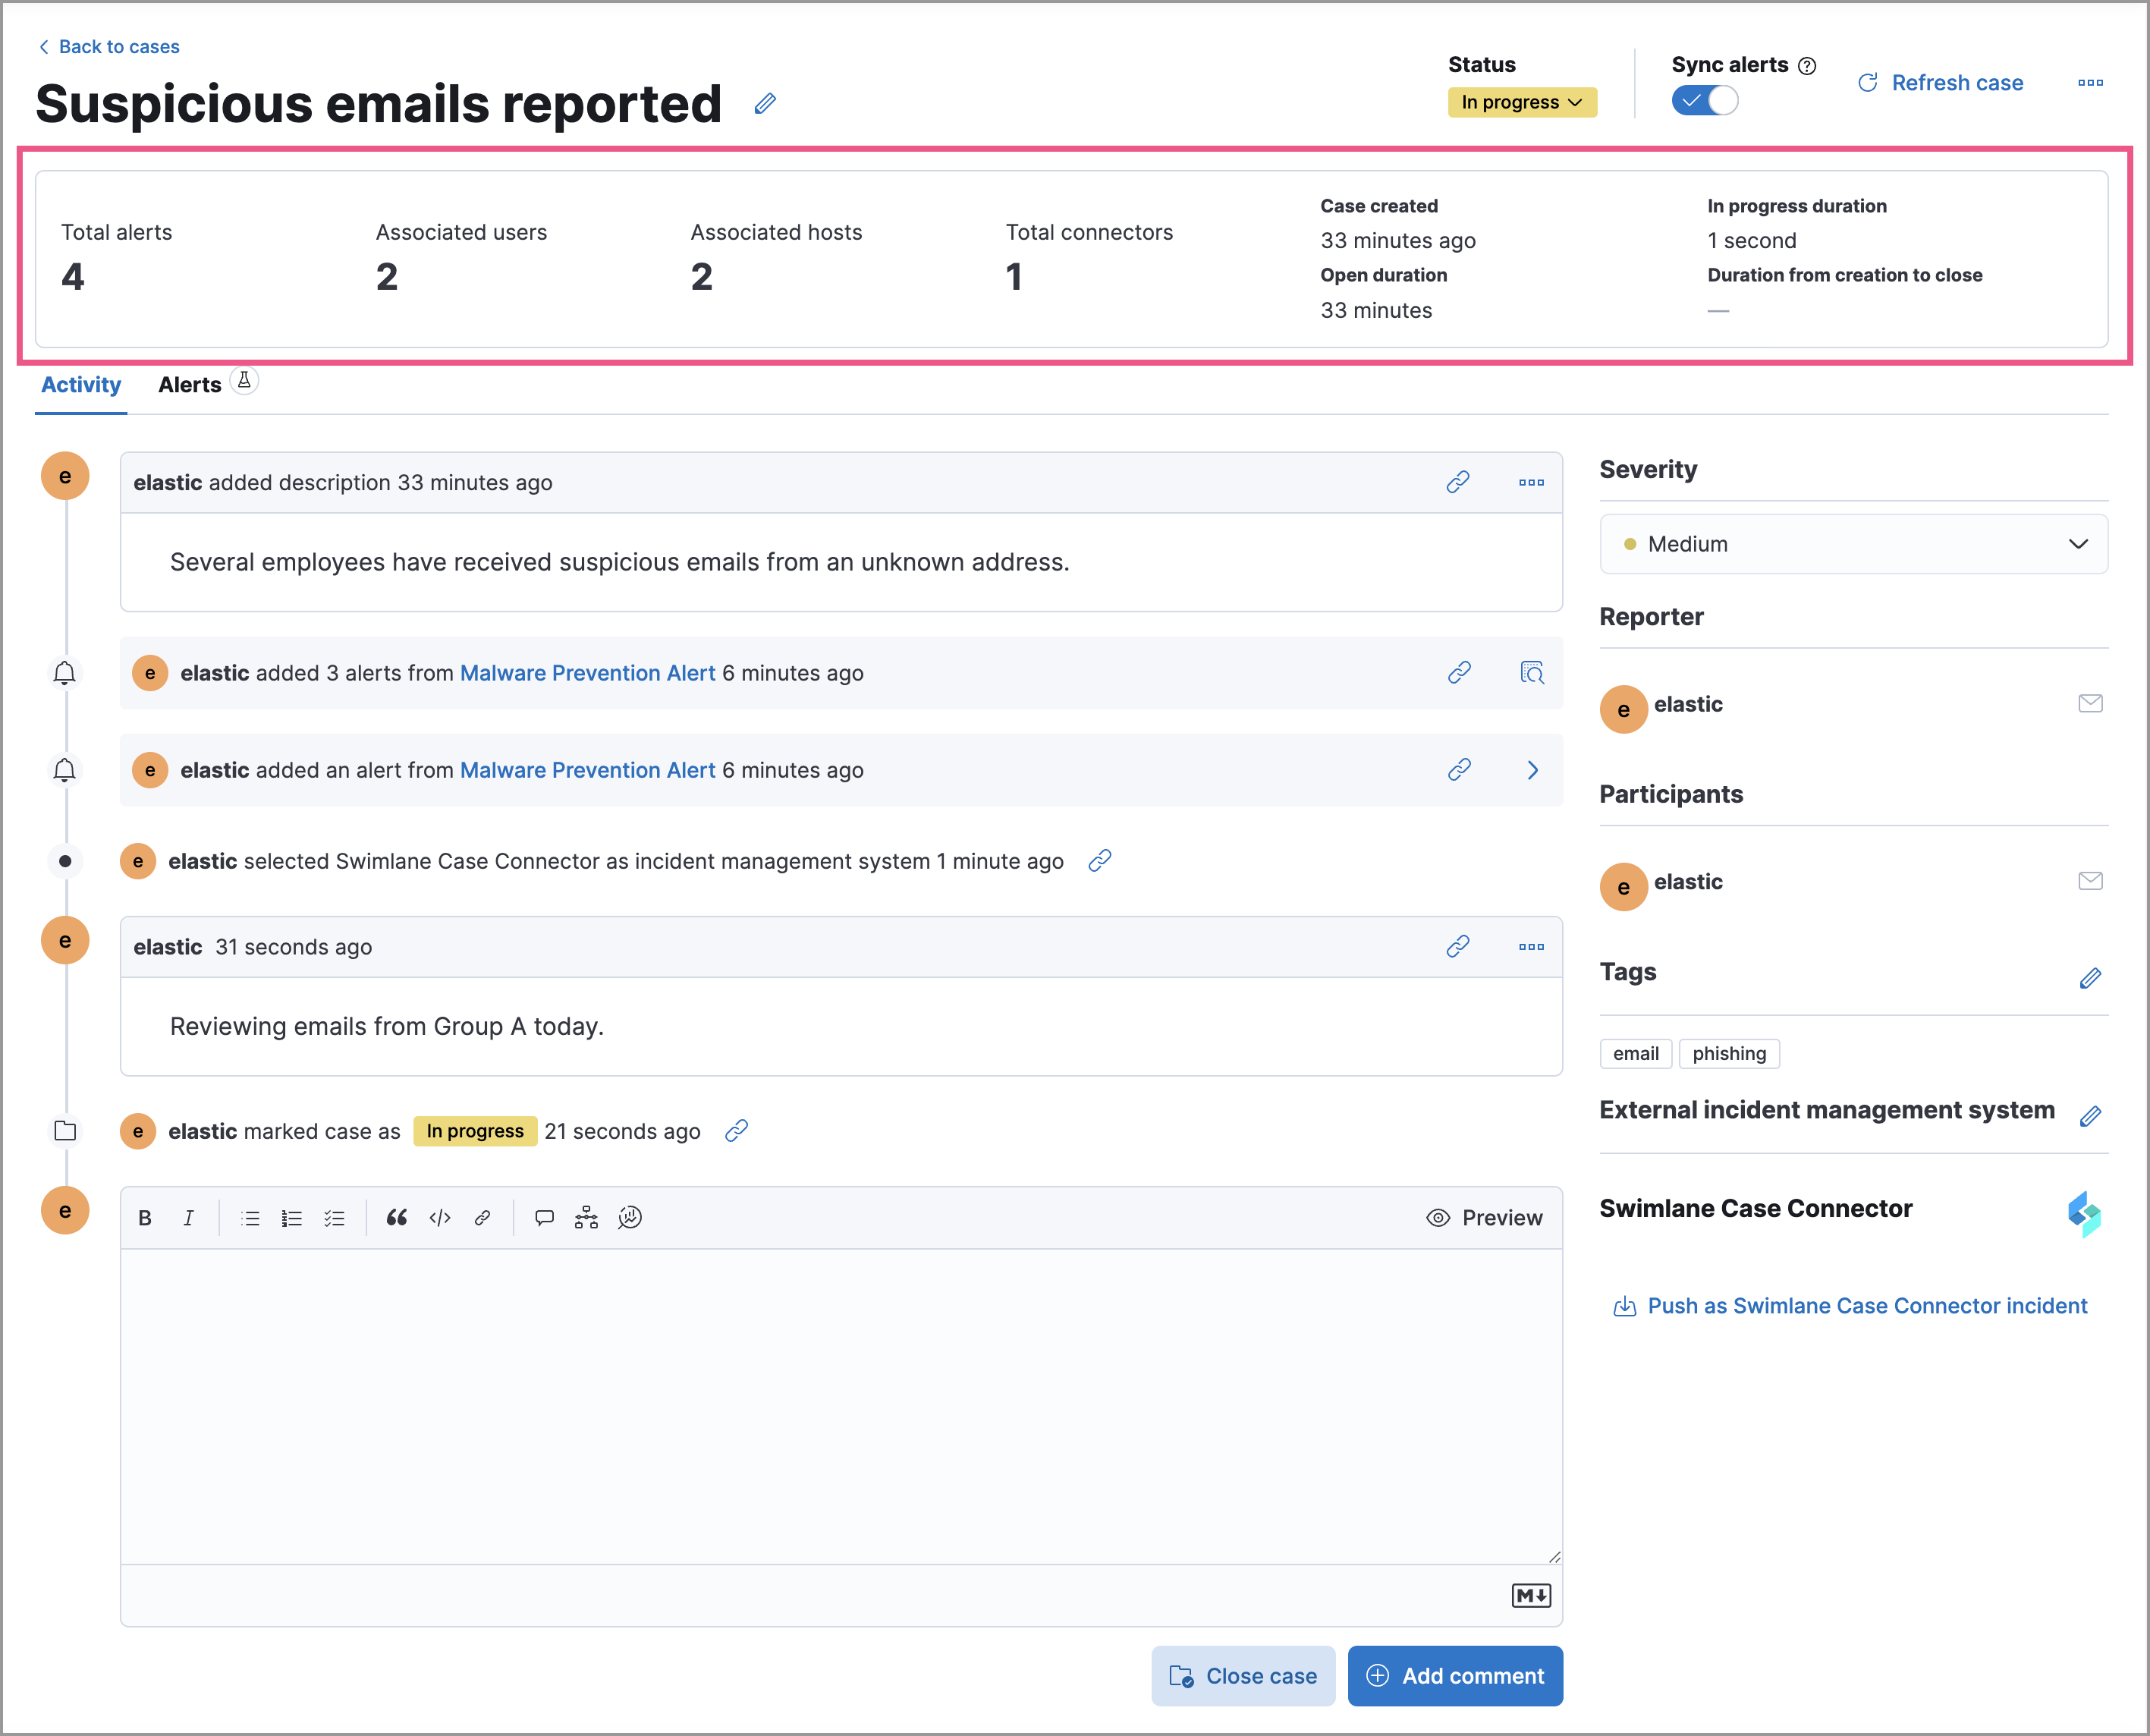 Back to cases
Suspicious emails reported
Status
In progress
Sync alerts
Refresh case
Total alerts
4
Associated users
2
Associated hosts
2
Total connectors
1
Case created
33 minutes ago
Open duration
33 minutes
In progress duration
1 second
Duration from creation to close
—
Activity
Alerts
e
elastic added description 33 minutes ago
Several employees have received suspicious emails from an unknown address.
e
elastic added 3 alerts from Malware Prevention Alert 6 minutes ago
e
elastic added an alert from Malware Prevention Alert 6 minutes ago
e
elastic selected Swimlane Case Connector as incident management system 1 minute ago
e
elastic 31 seconds ago
Reviewing emails from Group A today.
e
elastic marked case as In progress 21 seconds ago
e
B I
Preview
M
Close case
Add comment
Severity
Medium
Reporter
e
elastic
Participants
e
elastic
Tags
email phishing
External incident management system
Swimlane Case Connector
Push as Swimlane Case Connector incident